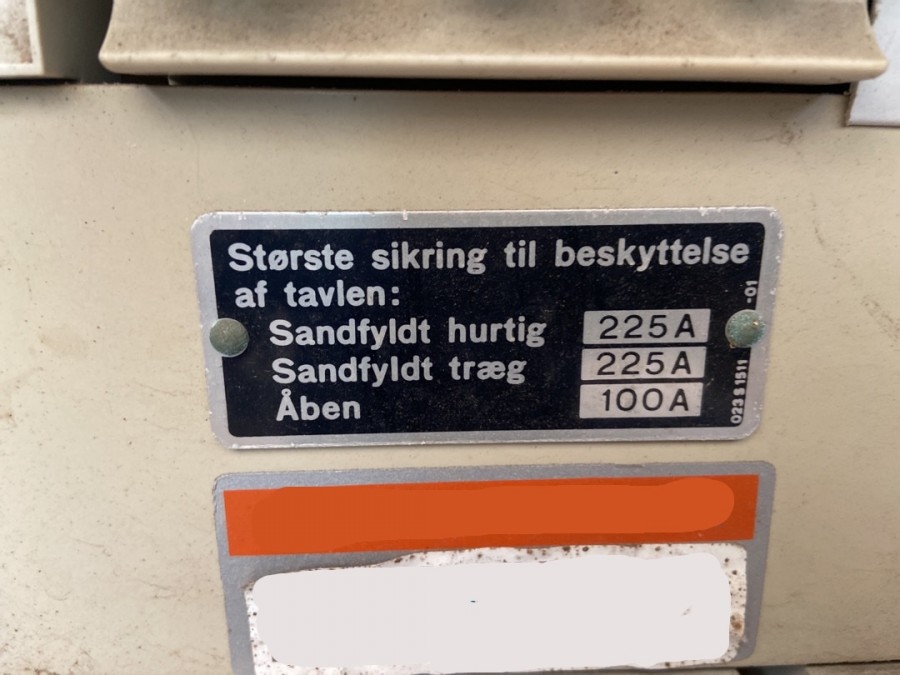 Største sikring til beskyttelse
af tavlen:
Sandfyldt hurtig 225A
Sandfyldt træg 225A
Åben 100A
023 S 1511 -01